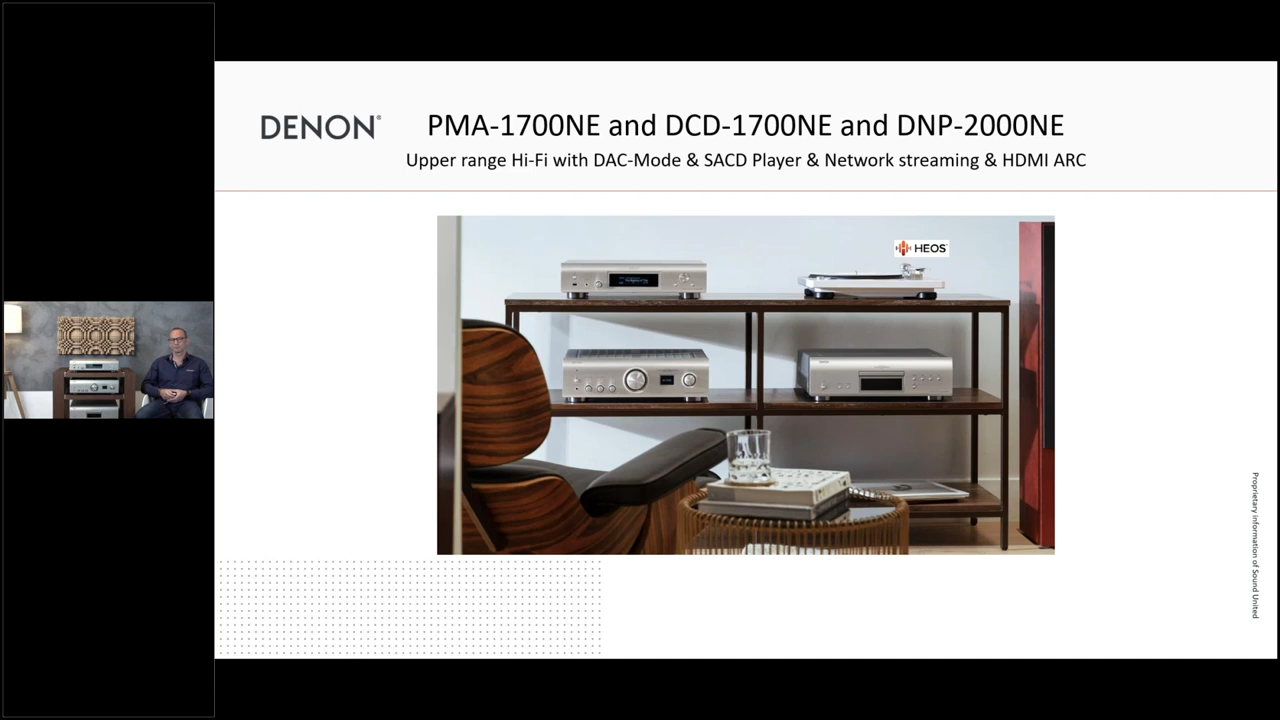 DENON®
PMA-1700NE and DCD-1700NE and DNP-2000NE
Upper range Hi-Fi with DAC-Mode & SACD Player & Network streaming & HDMI ARC
HEOS
Proprietary information of Sound United